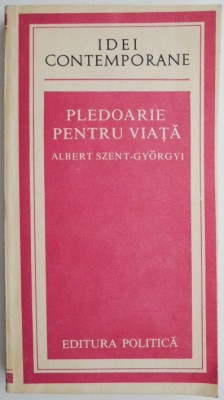 IDEI
CONTEMPORANE
PLEDOARIE
PENTRU VIAȚĂ
ALBERT SZENT-GYÖRGYI
EDITURA POLITICĂ